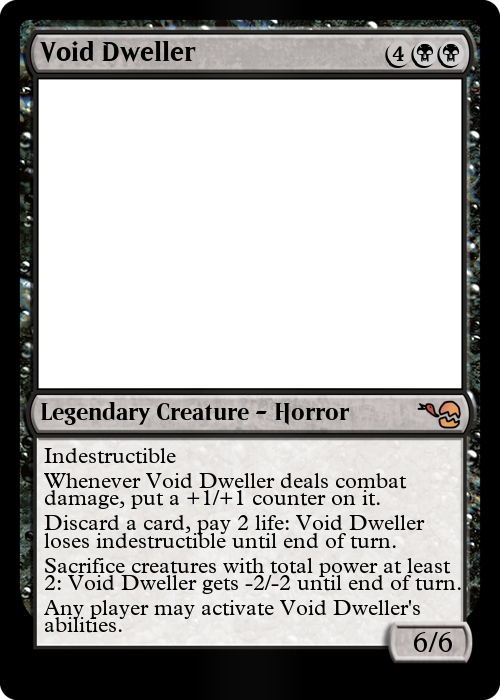 Void Dweller 4
Legendary Creature - Horror
Indestructible
Whenever Void Dweller deals combat
damage, put a +1/+1 counter on it.
Discard a card, pay 2 life: Void Dweller
loses indestructible until end of turn.
Sacrifice creatures with total power at least
2: Void Dweller gets -2/-2 until end of turn.
Any player may activate Void Dweller's
abilities.
6/6